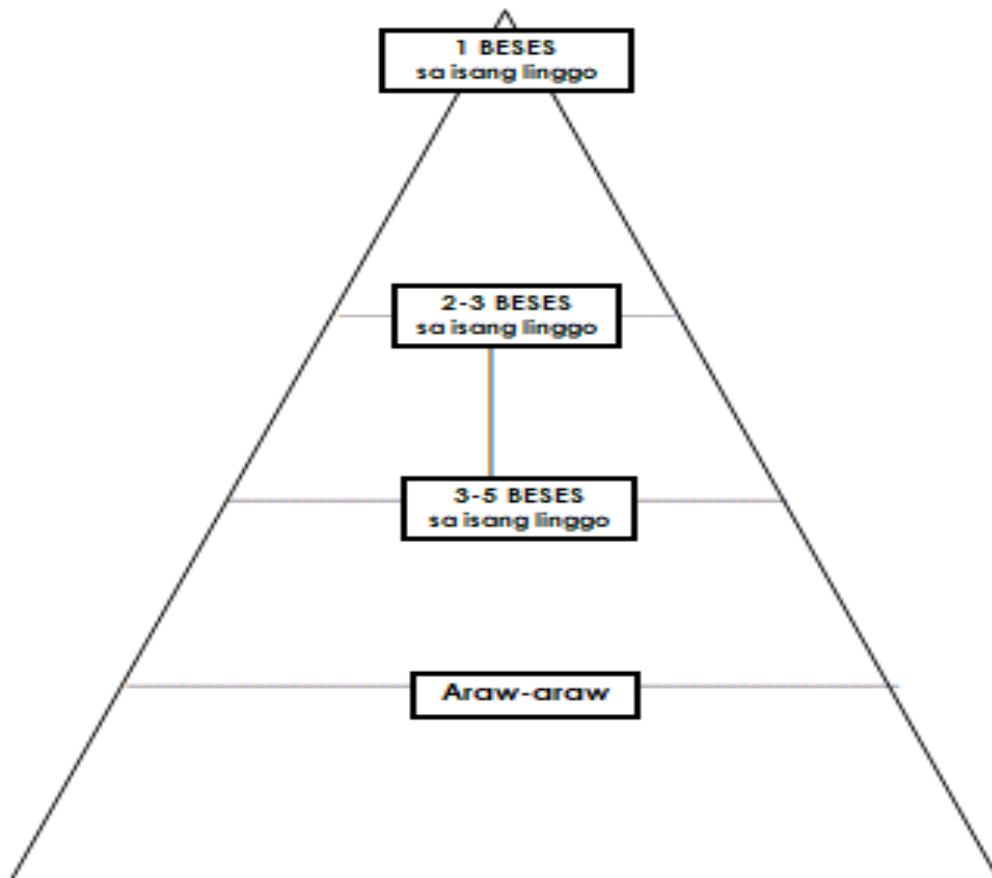 1 BESES
sa isang linggo
2-3 BESES
sa isang linggo
3-5 BESES
sa isang linggo
Araw-araw